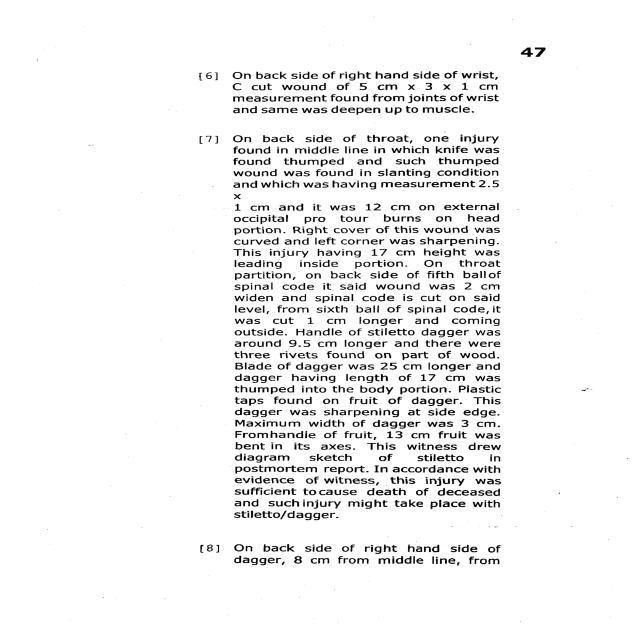 47
[6] On back side of right hand side of wrist,
C cut wound of 5 cm x 3 x 1 cm
measurement found from joints of wrist
and same was deepen up to muscle.
[7] On back side of throat, one injury
found in middle line in which knife was
found thumped and such thumped
wound was found in slanting condition
and which was having measurement 2.5
x
1 cm and it was 12 cm on external
occipital pro tour burns on head
portion. Right cover of this wound was
curved and left corner was sharpening.
This injury having 17 cm height was
leading inside portion. On throat
partition, on back side of fifth ball of
spinal code it said wound was 2 cm
widen and spinal code is cut on said
level, from sixth ball of spinal code, it
was cut 1 cm longer and coming
outside. Handle of stiletto dagger was
around 9.5 cm longer and there were
three rivets found on part of wood.
Blade of dagger was 25 cm longer and
dagger having length of 17 cm was
thumped into the body portion. Plastic
taps found on fruit of dagger. This
dagger was sharpening at side edge.
Maximum width of dagger was 3 cm.
From handle of fruit, 13 cm fruit was
bent in its axes. This witness drew
diagram sketch of stiletto in
postmortem report. In accordance with
evidence of witness, this injury was
sufficient to cause death of deceased
and such injury might take place with
stiletto/dagger.
[8] On back side of right hand side of
dagger, 8 cm from middle line, from